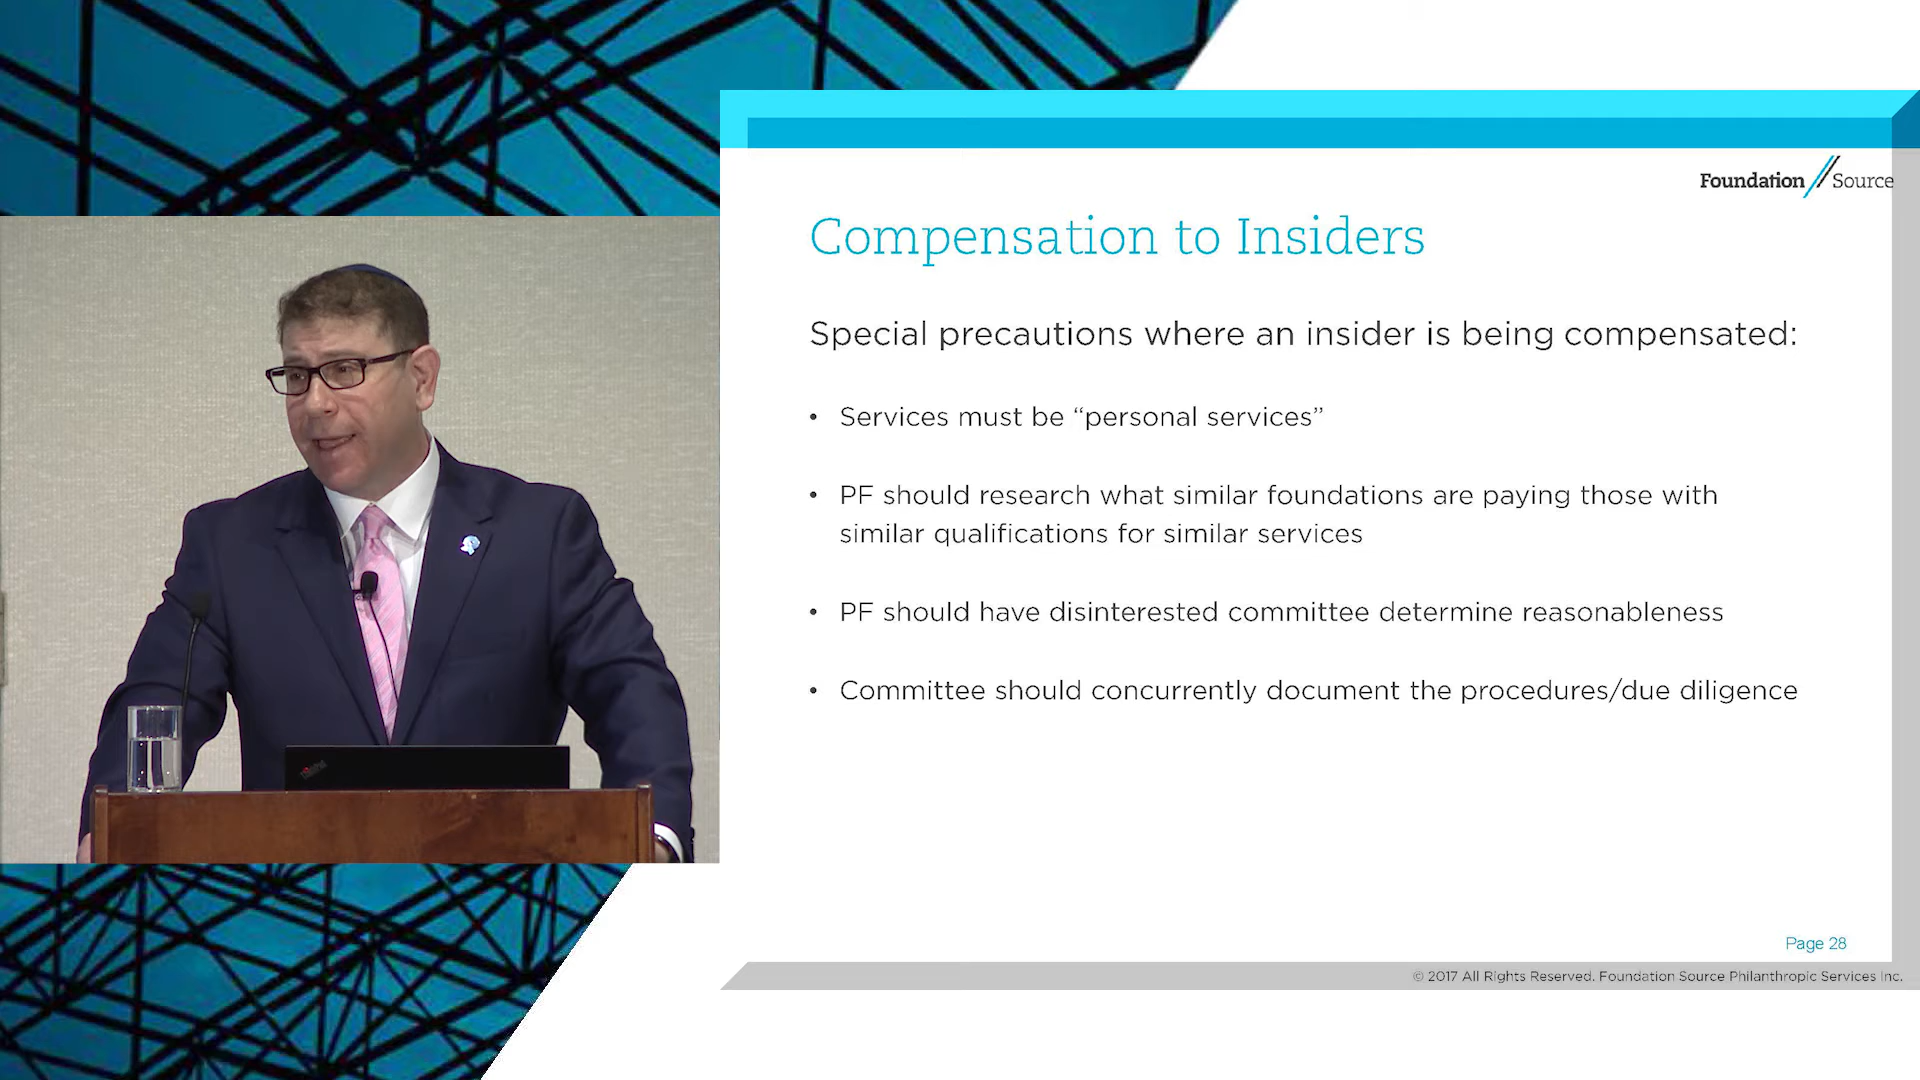 Foundation Source
Compensation to Insiders
Special precautions where an insider is being compensated:
• Services must be “personal services”
• PF should research what similar foundations are paying those with
similar qualifications for similar services
• PF should have disinterested committee determine reasonableness
• Committee should concurrently document the procedures/due diligence
Page 28
© 2017 All Rights Reserved. Foundation Source Philanthropic Services Inc.
ThinkPad